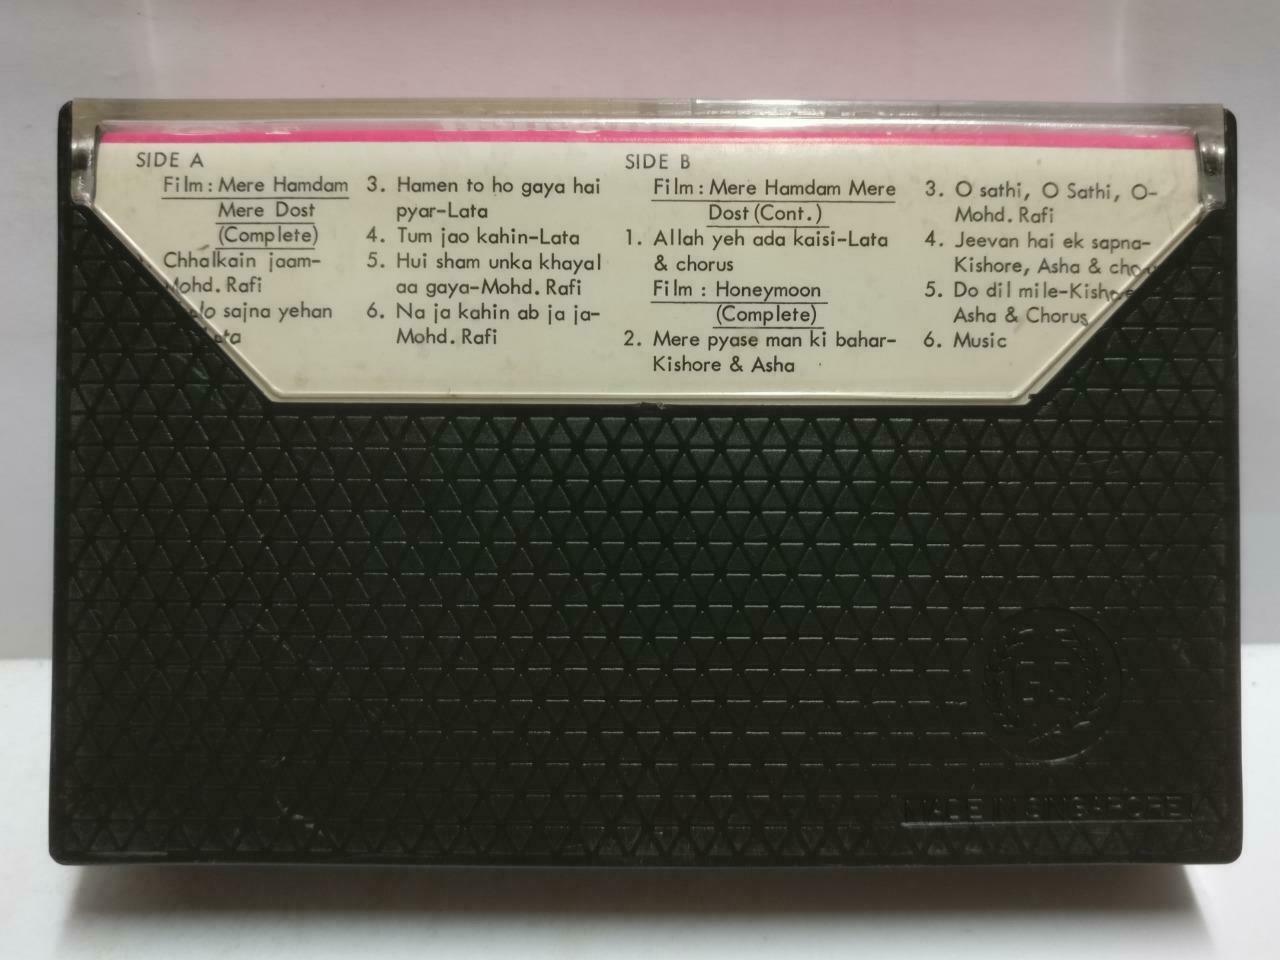 SIDE A
Film: Mere Hamdam
Mere Dost
(Complete)
Chhalkain jaam-
Mohd. Rafi
sajna yehan
3. Hamen to ho gaya hai
pyar-Lata
4. Tum jao kahin-Lata
5. Hui sham unka khayal
aa gaya-Mohd. Rafi
6. Na ja kahin ab ja ja-
Mohd. Rafi
SIDE B
Film: Mere Hamdam Mere
Dost (Cont.)
1. Allah yeh ada kaisi-Lata
& chorus
Film: Honeymoon
(Complete)
2. Mere pyase man ki bahar-
Kishore & Asha
3. O sathi, O Sathi, O-
Mohd. Rafi
4. Jeevan hai ek sapna-
Kishore, Asha &
5. Do dil mile-Kishore
Asha & Chorus
6. Music
MADE IN SINGAPORE